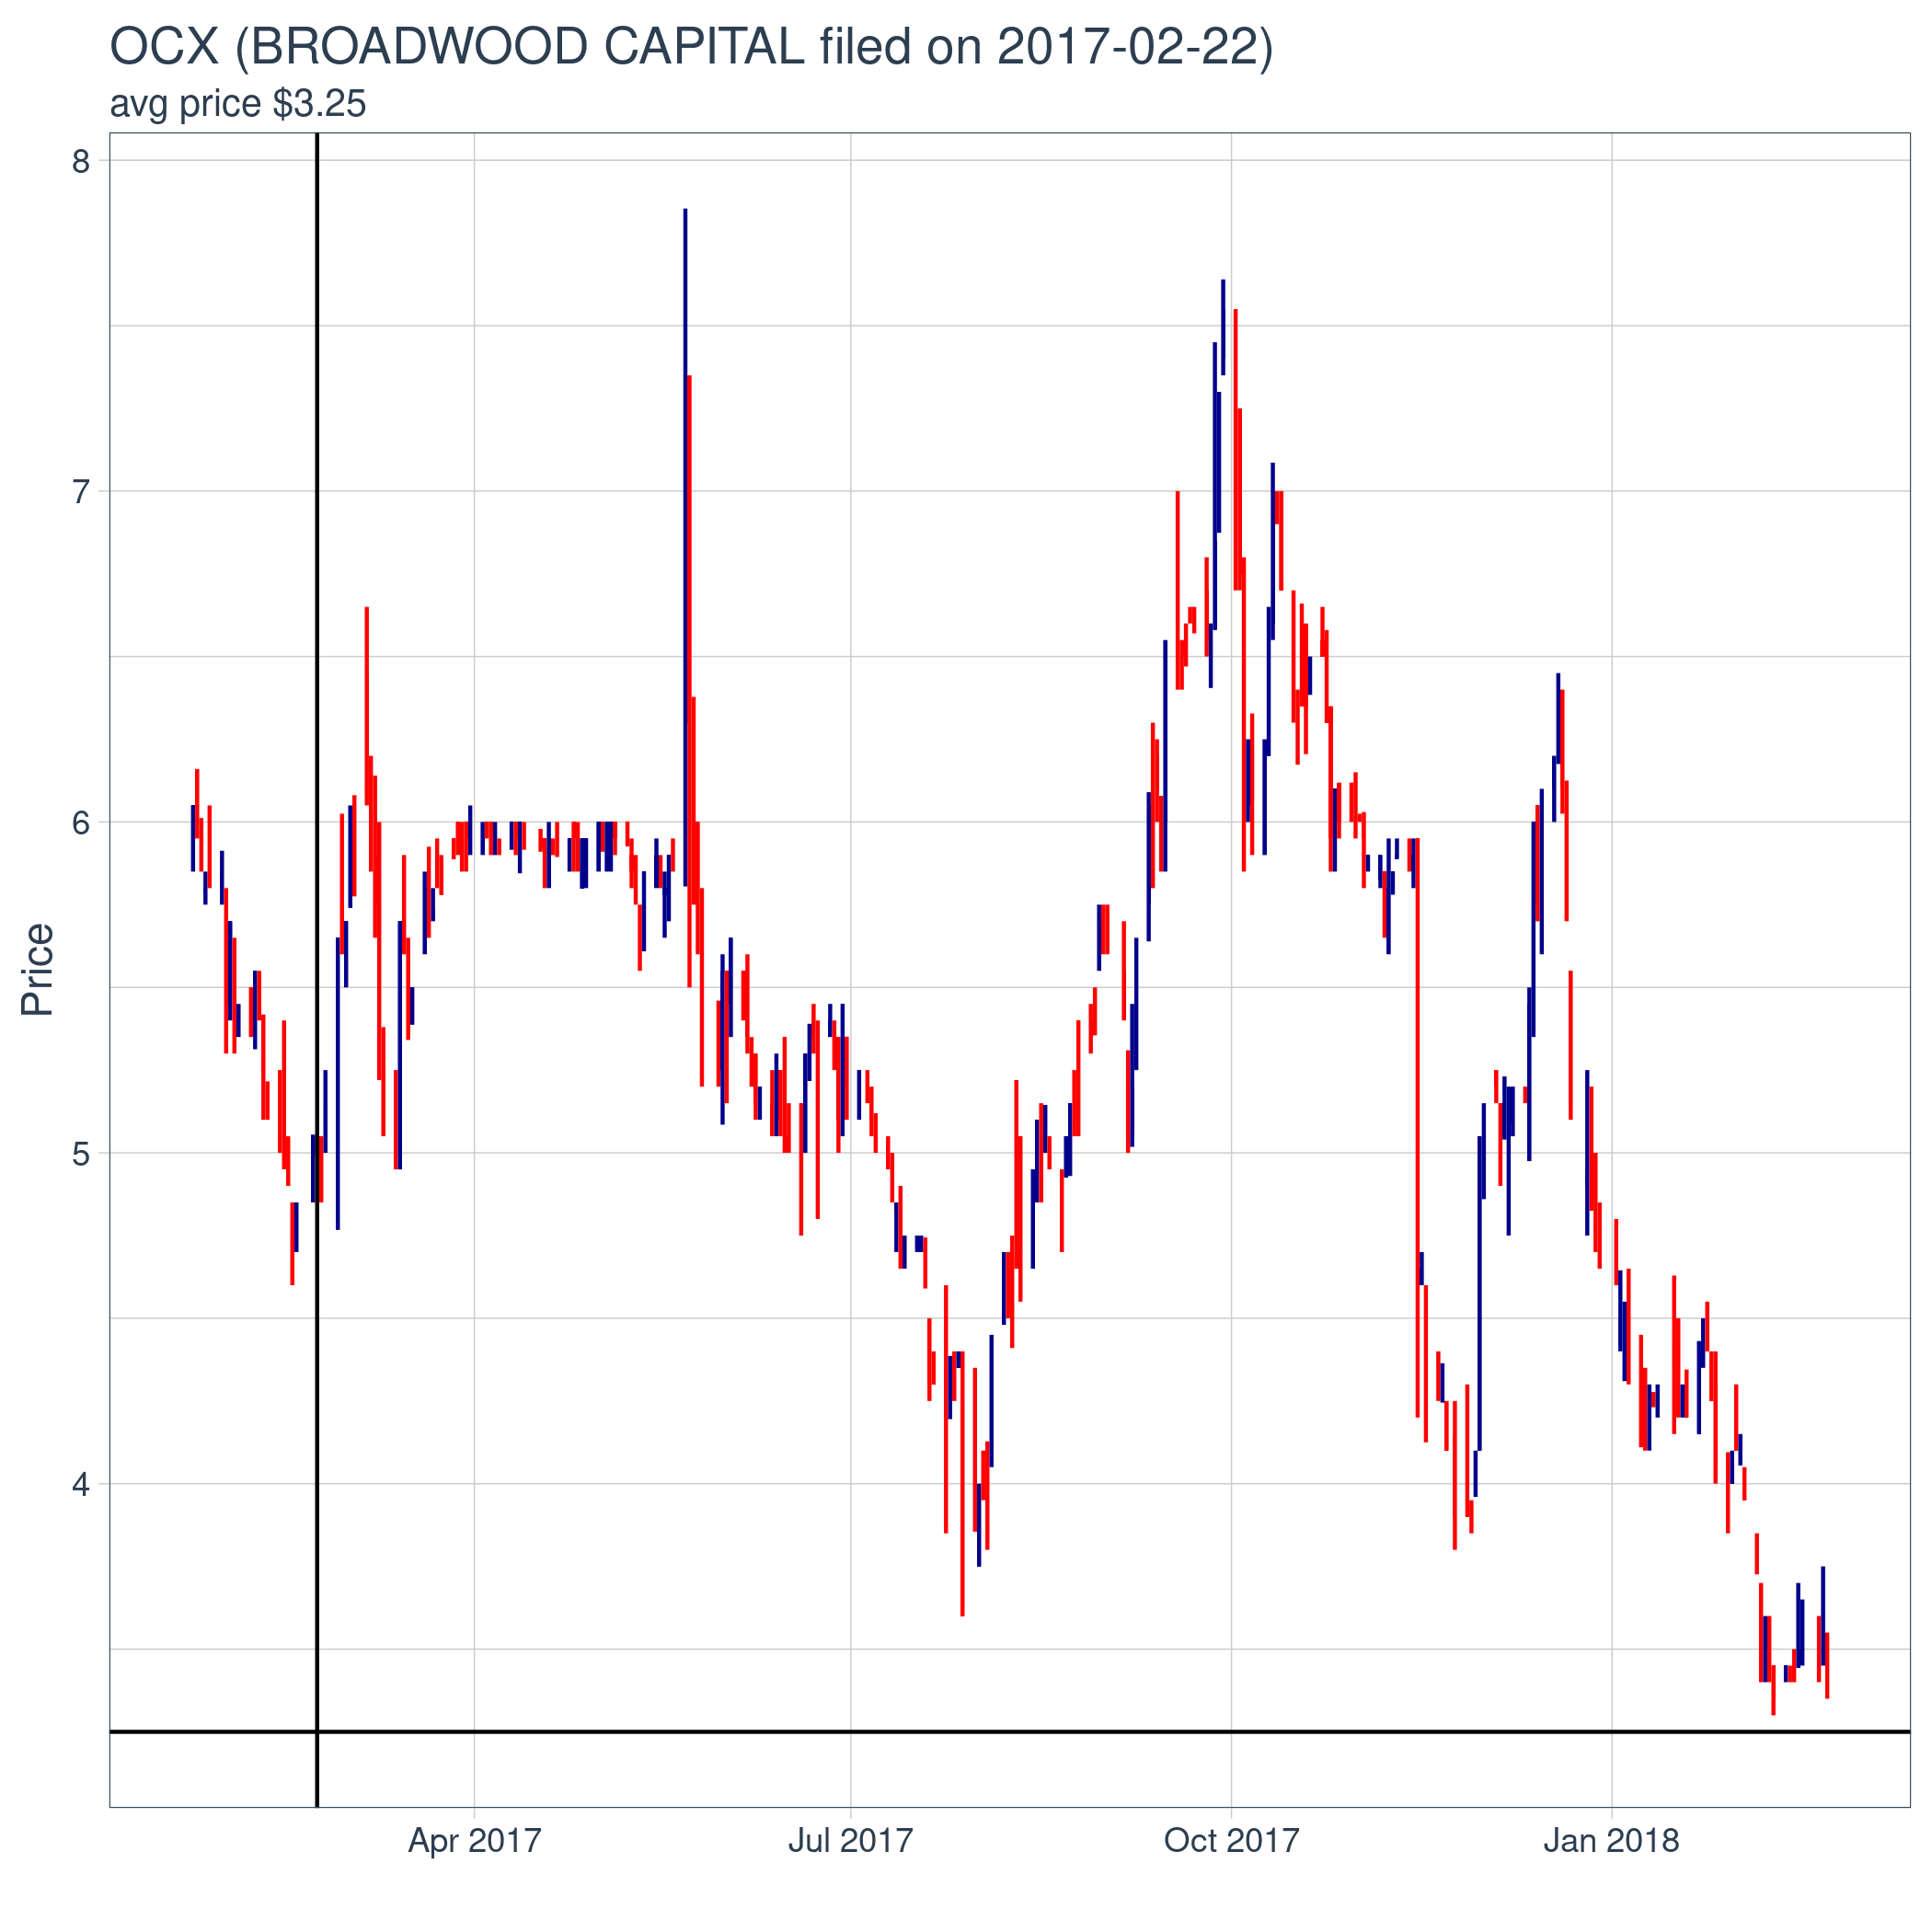 OCX (BROADWOOD CAPITAL filed on 2017-02-22)
avg price $3.25
8
7
6
5
4
Price
Apr 2017
Jul 2017
Oct 2017
Jan 2018